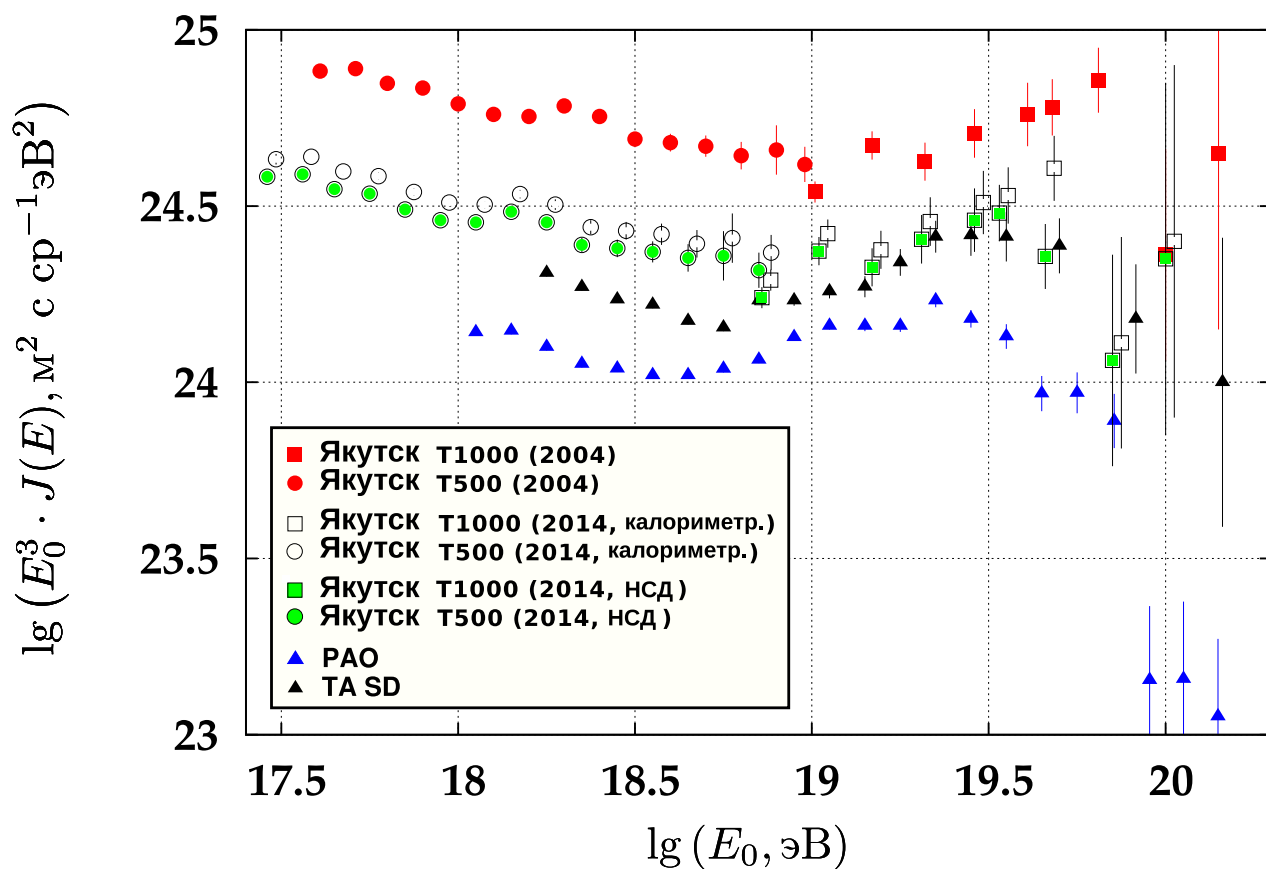 lg (E₀³ · J(E), м² с ср⁻¹эВ²)
25
24.5
24
23.5
23
Якутск T1000 (2004)
Якутск T500 (2004)
Якутск T1000 (2014, калориметр.)
Якутск T500 (2014, калориметр.)
Якутск T1000 (2014, НСД)
Якутск T500 (2014, НСД)
PAO
TA SD
17.5 18 18.5 19 19.5 20
lg (E₀, эВ)